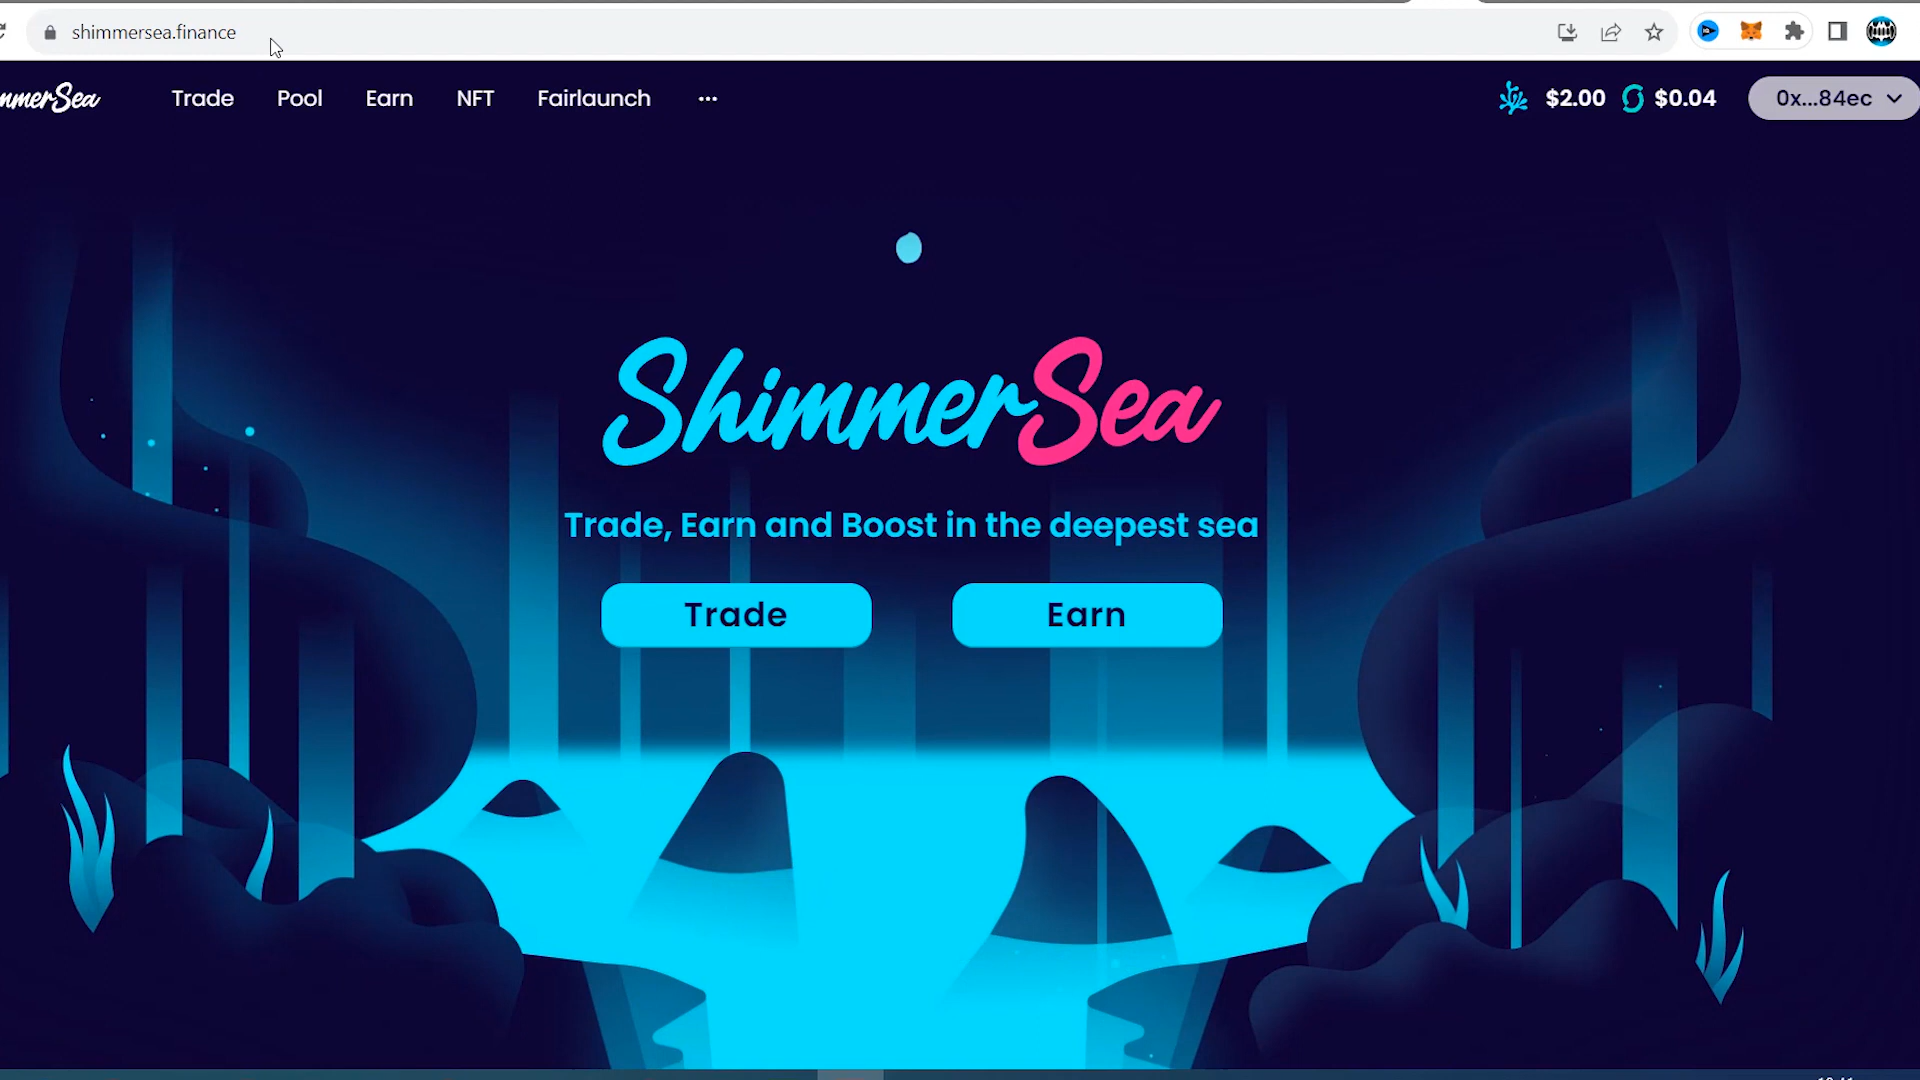 shimmersea.finance
mmerSea Trade Pool Earn NFT Fairlaunch ••• $2.00 $0.04 0x...84ec
ShimmerSea
Trade, Earn and Boost in the deepest sea
Trade Earn